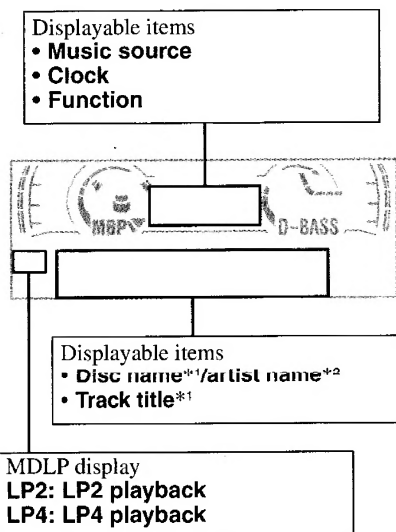 Displayable items
• Music source
• Clock
• Function
MBP
D-BASS
Displayable items
• Disc name*1/artist name*2
• Track title*1
MDLP display
LP2: LP2 playback
LP4: LP4 playback